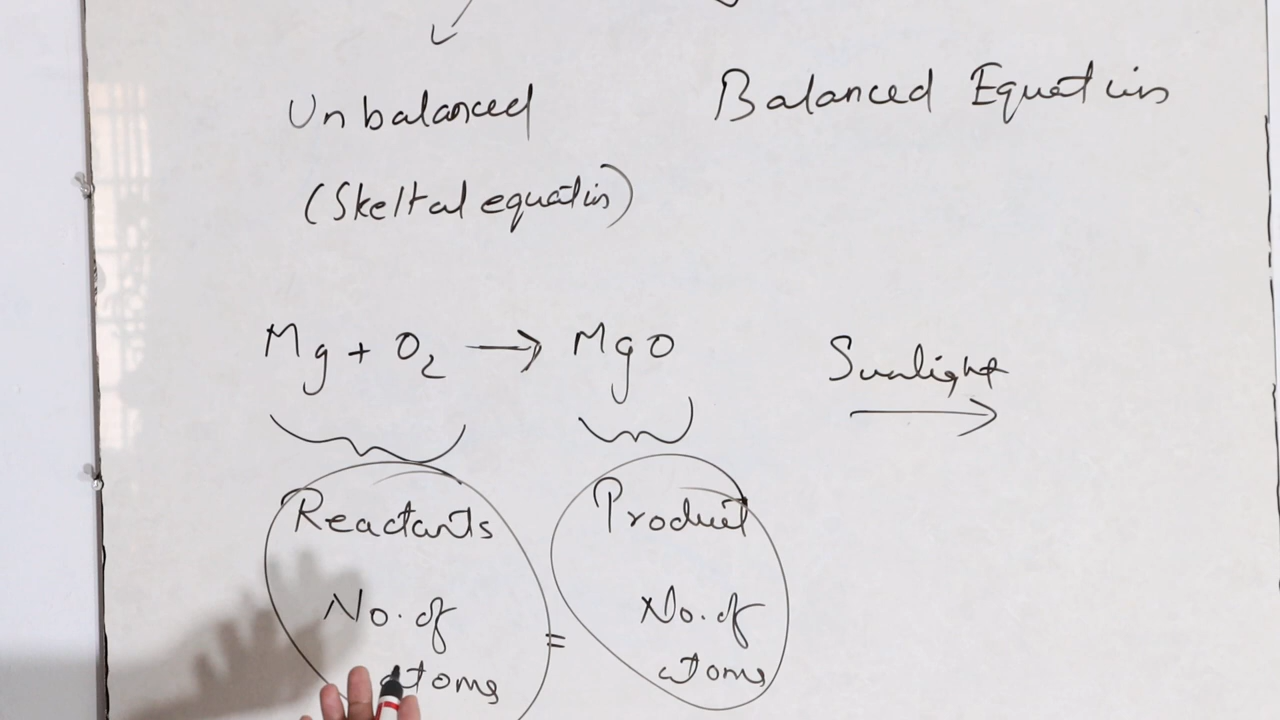 Unbalanced
Balanced Equation
(Skeltal equation)
Mg + O₂ → MgO
Sunlight
Reactants
Product
No. of
atoms
=
No. of
atoms